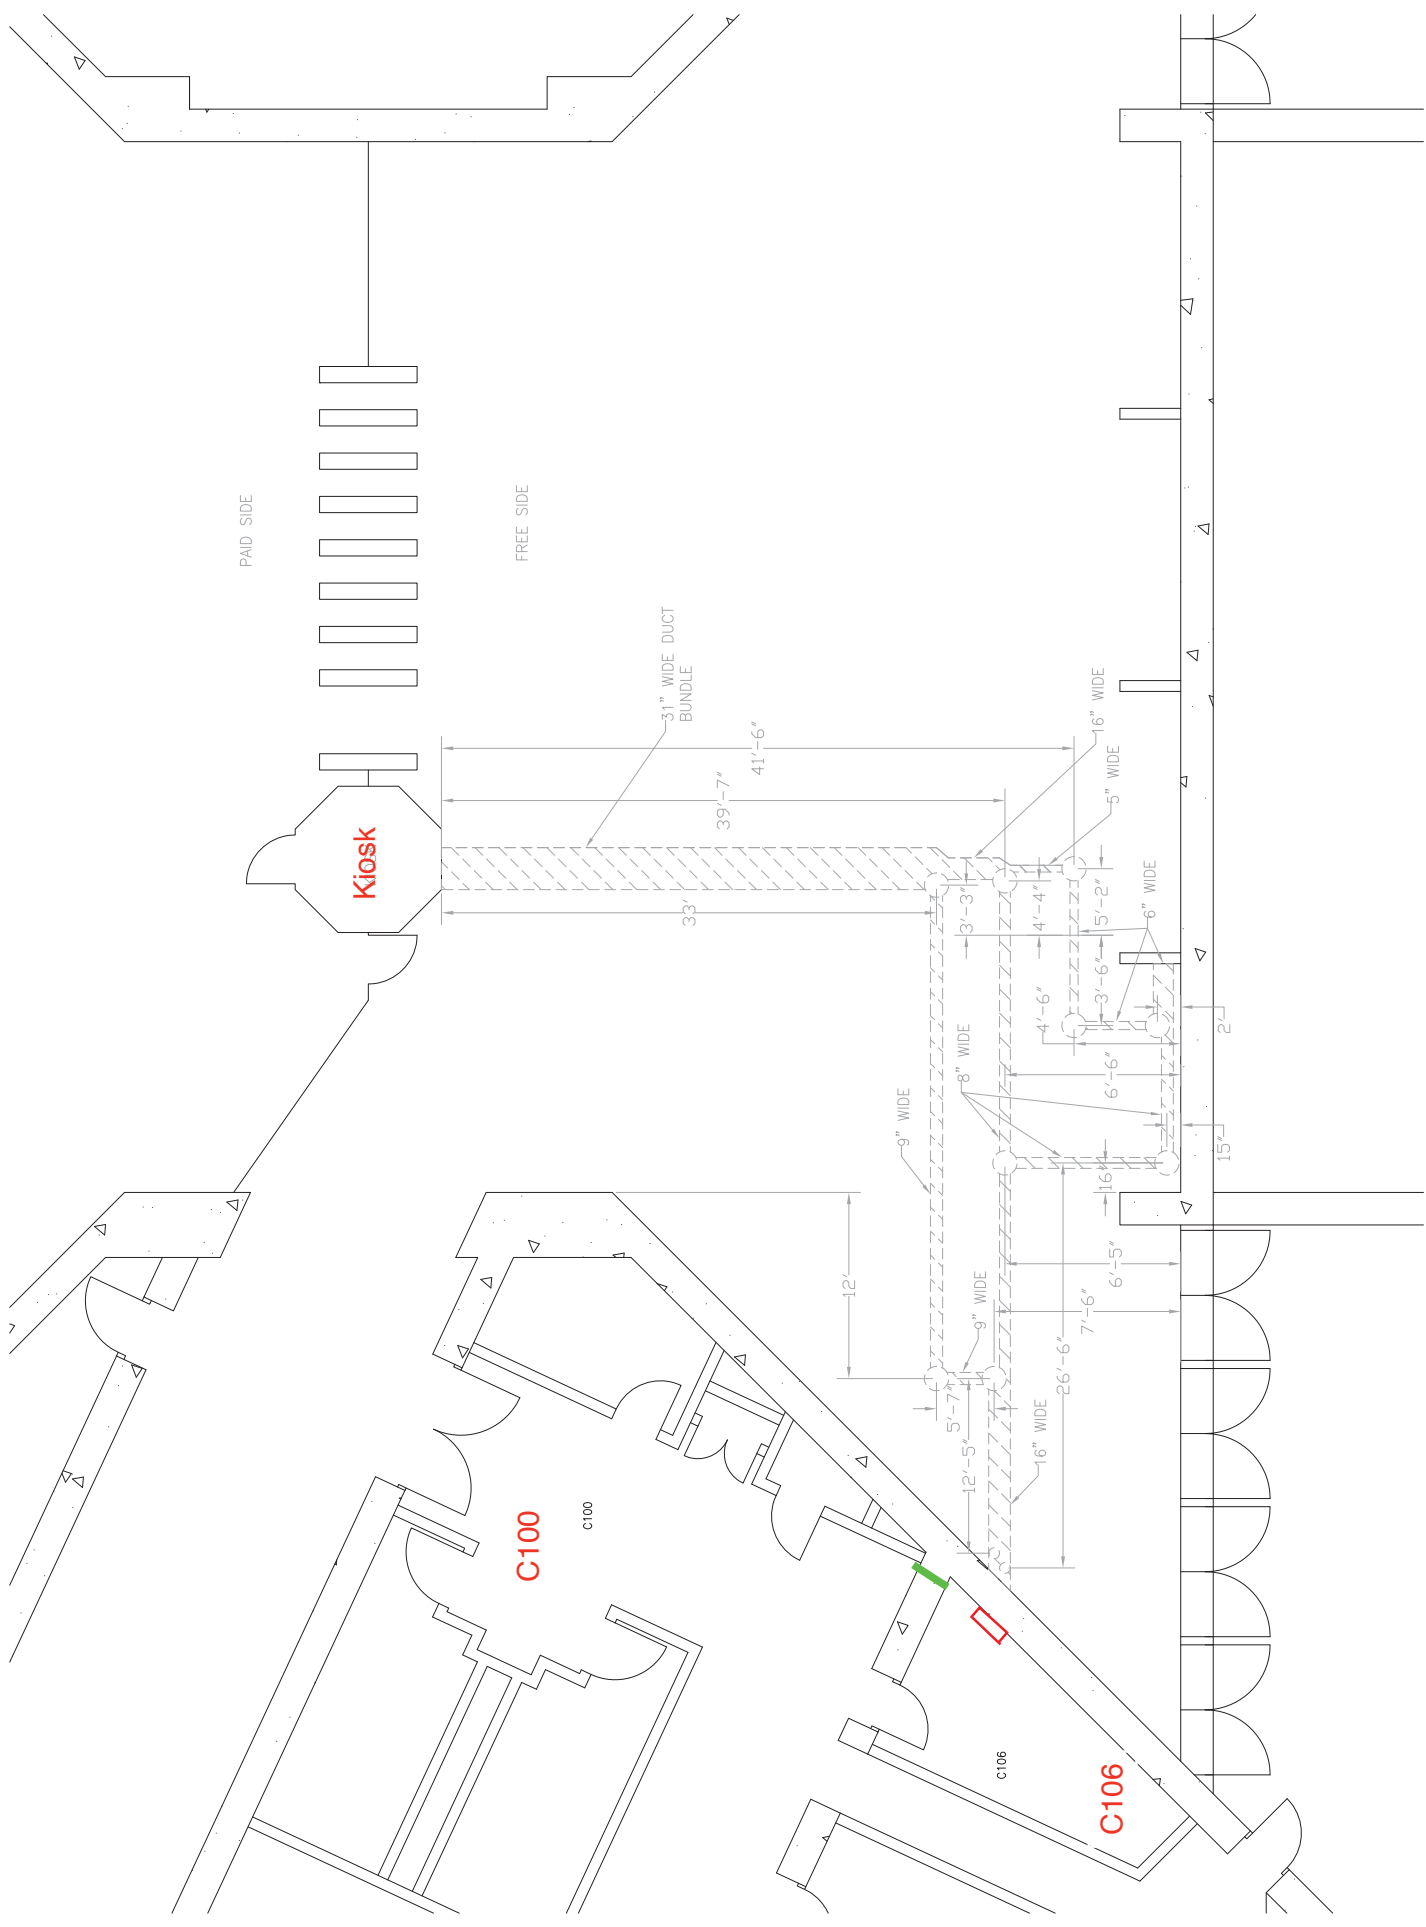 PAID SIDE
FREE SIDE
31" WIDE DUCT
BUNDLE
Kiosk
41'-6"
39'-7"
33'
16" WIDE
5" WIDE
3'-3"
4'-4"
5'-2"
6" WIDE
3'-6"
4'-6"
2'
8" WIDE
6'-6"
9" WIDE
15"
16"
12'
6'-5"
7'-6"
9" WIDE
26'-6"
5'-7"
12'-5"
16" WIDE
C100
C100
C106
C106